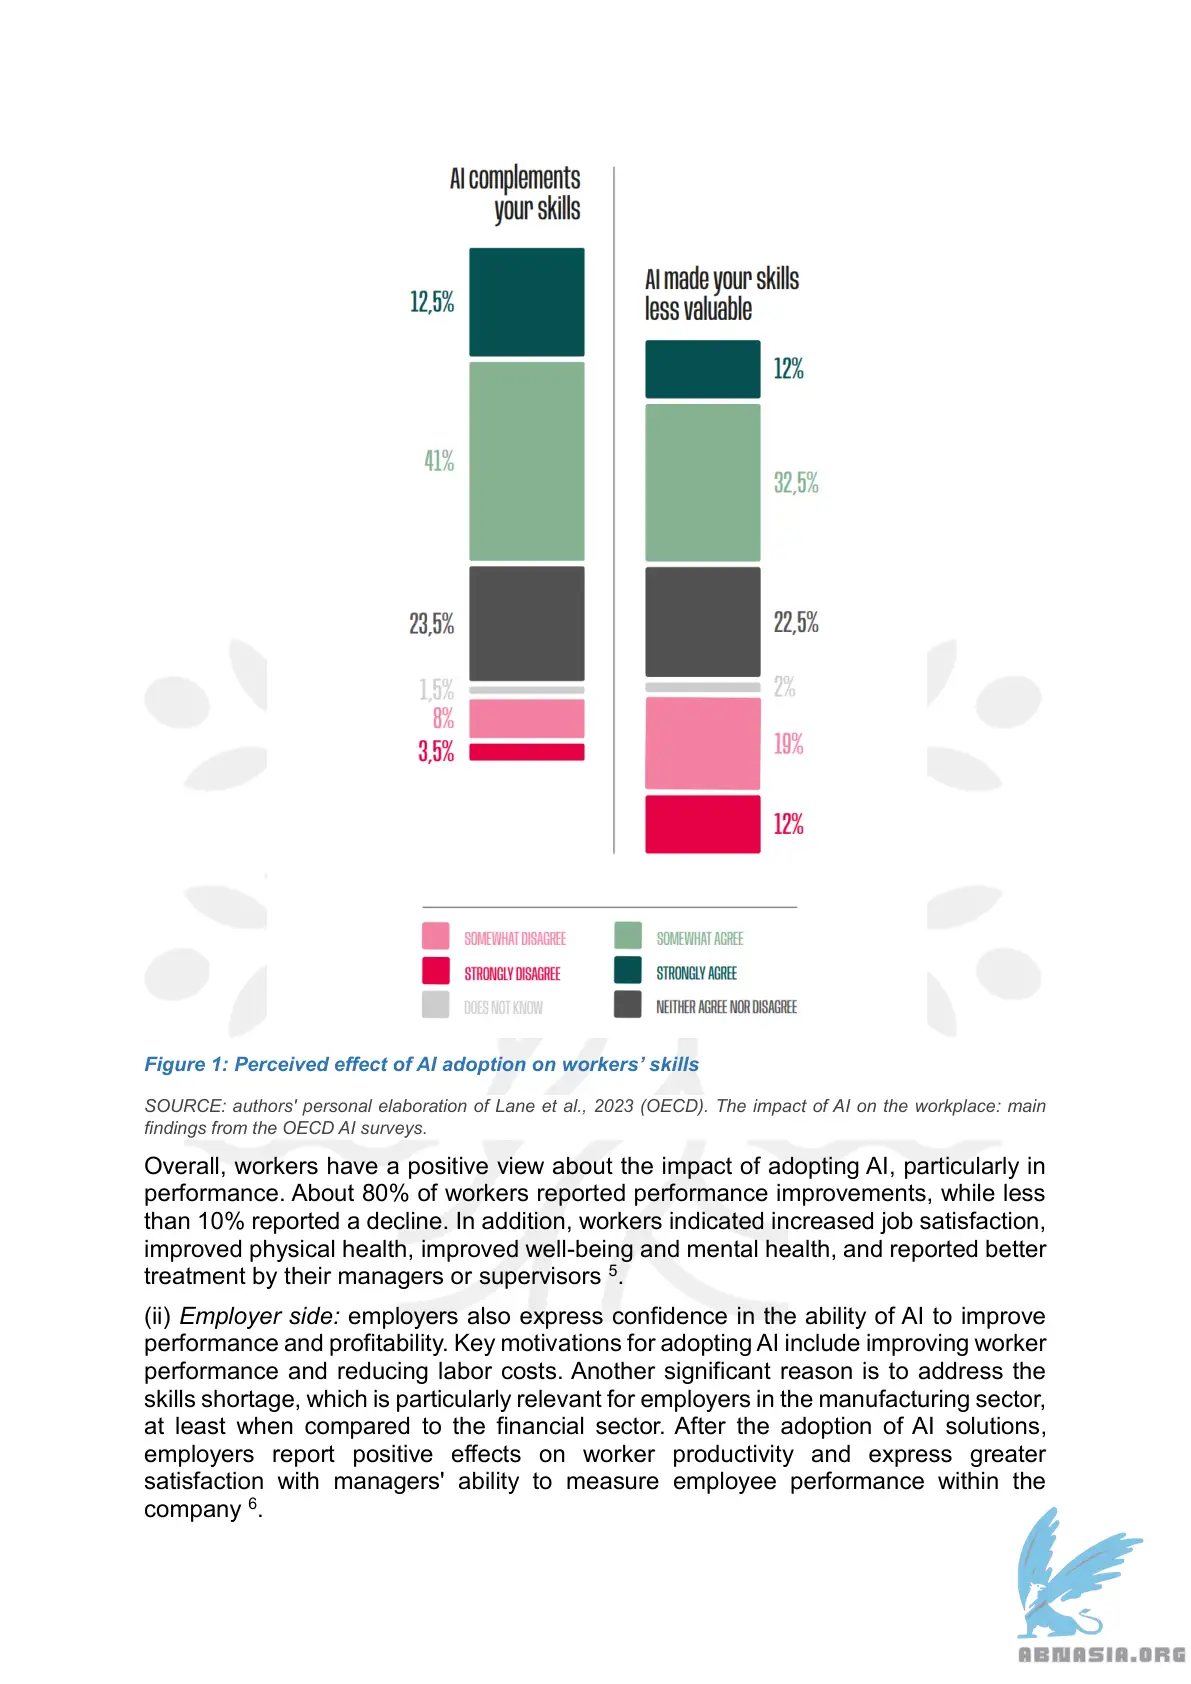 AI complements
your skills
12,5%
41%
23,5%
1,5%
8%
3,5%
AI made your skills
less valuable
12%
32,5%
22,5%
2%
19%
12%
SOMEWHAT DISAGREE
SOMEWHAT AGREE
STRONGLY DISAGREE
STRONGLY AGREE
DOES NOT KNOW
NEITHER AGREE NOR DISAGREE
Figure 1: Perceived effect of AI adoption on workers’ skills
SOURCE: authors' personal elaboration of Lane et al., 2023 (OECD). The impact of AI on the workplace: main
findings from the OECD AI surveys.
Overall, workers have a positive view about the impact of adopting AI, particularly in
performance. About 80% of workers reported performance improvements, while less
than 10% reported a decline. In addition, workers indicated increased job satisfaction,
improved physical health, improved well-being and mental health, and reported better
treatment by their managers or supervisors 5.
(ii) Employer side: employers also express confidence in the ability of AI to improve
performance and profitability. Key motivations for adopting AI include improving worker
performance and reducing labor costs. Another significant reason is to address the
skills shortage, which is particularly relevant for employers in the manufacturing sector,
at least when compared to the financial sector. After the adoption of AI solutions,
employers report positive effects on worker productivity and express greater
satisfaction with managers' ability to measure employee performance within the
company 6.
ABNASIA.ORG